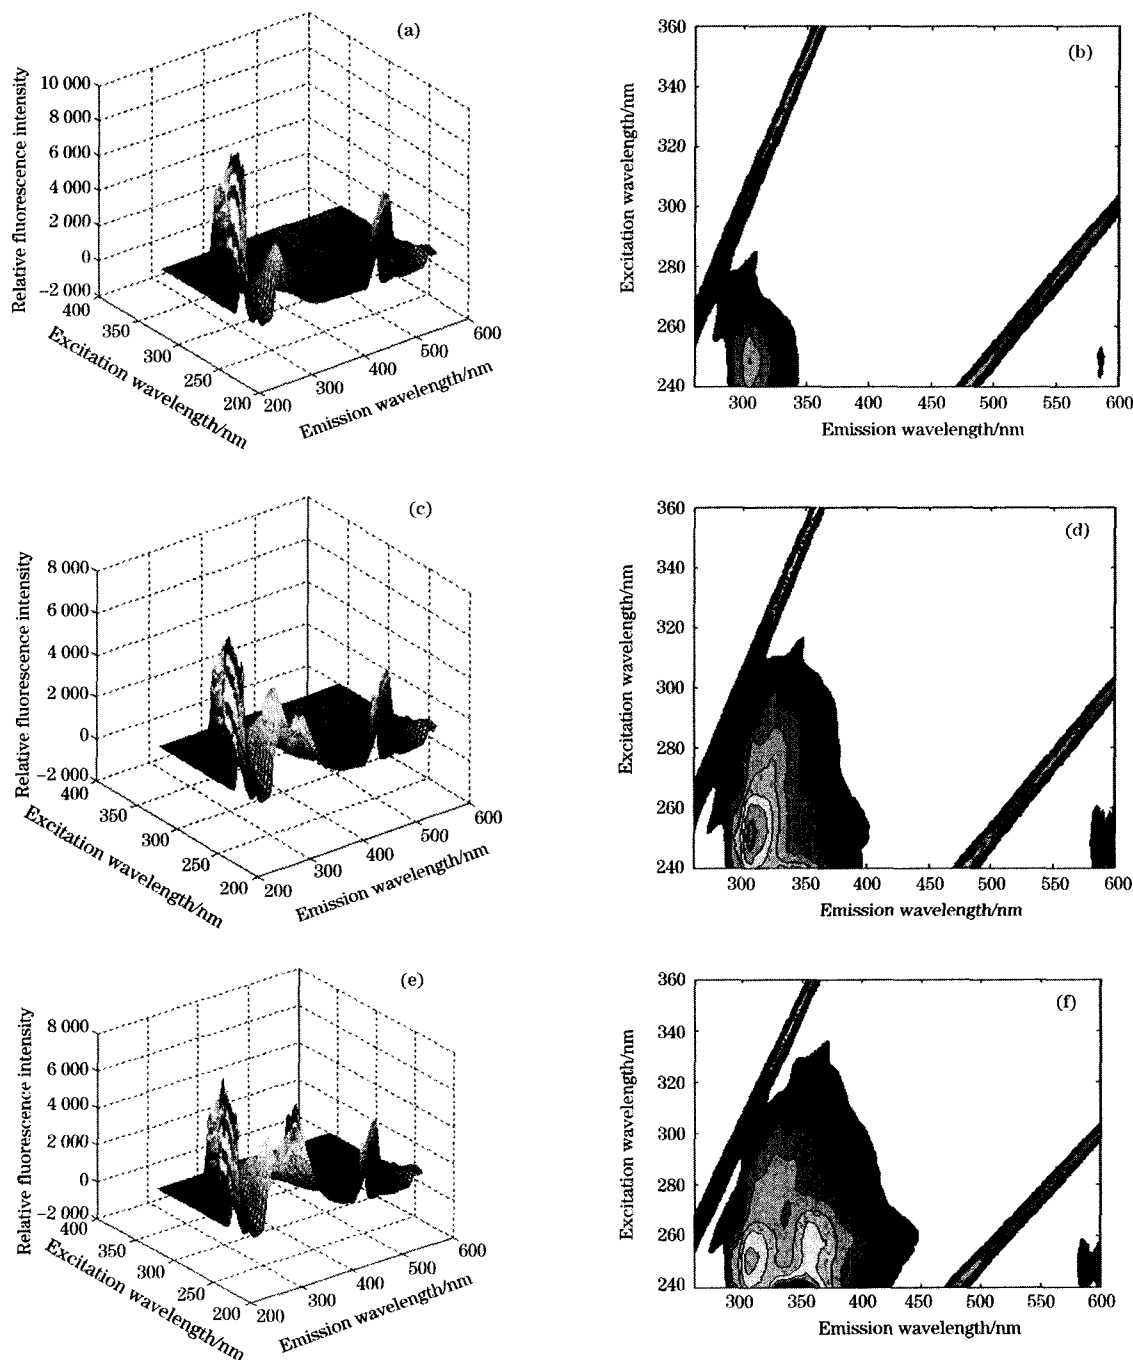 (a)
Relative fluorescence intensity
10 000
8 000
6 000
4 000
2 000
0
−2 000
400
350
300
250
200
Excitation wavelength/nm
200
300
400
500
600
Emission wavelength/nm
(b)
Excitation wavelength/nm
360
340
320
300
280
260
240
300 350 400 450 500 550 600
Emission wavelength/nm
(c)
Relative fluorescence intensity
8 000
6 000
4 000
2 000
0
−2 000
400
350
300
250
200
Excitation wavelength/nm
200
300
400
500
600
Emission wavelength/nm
(d)
Excitation wavelength/nm
360
340
320
300
280
260
240
300 350 400 450 500 550 600
Emission wavelength/nm
(e)
Relative fluorescence intensity
8 000
6 000
4 000
2 000
0
−2 000
400
350
300
250
200
Excitation wavelength/nm
200
300
400
500
600
Emission wavelength/nm
(f)
Excitation wavelength/nm
360
340
320
300
280
260
240
300 350 400 450 500 550 600
Emission wavelength/nm